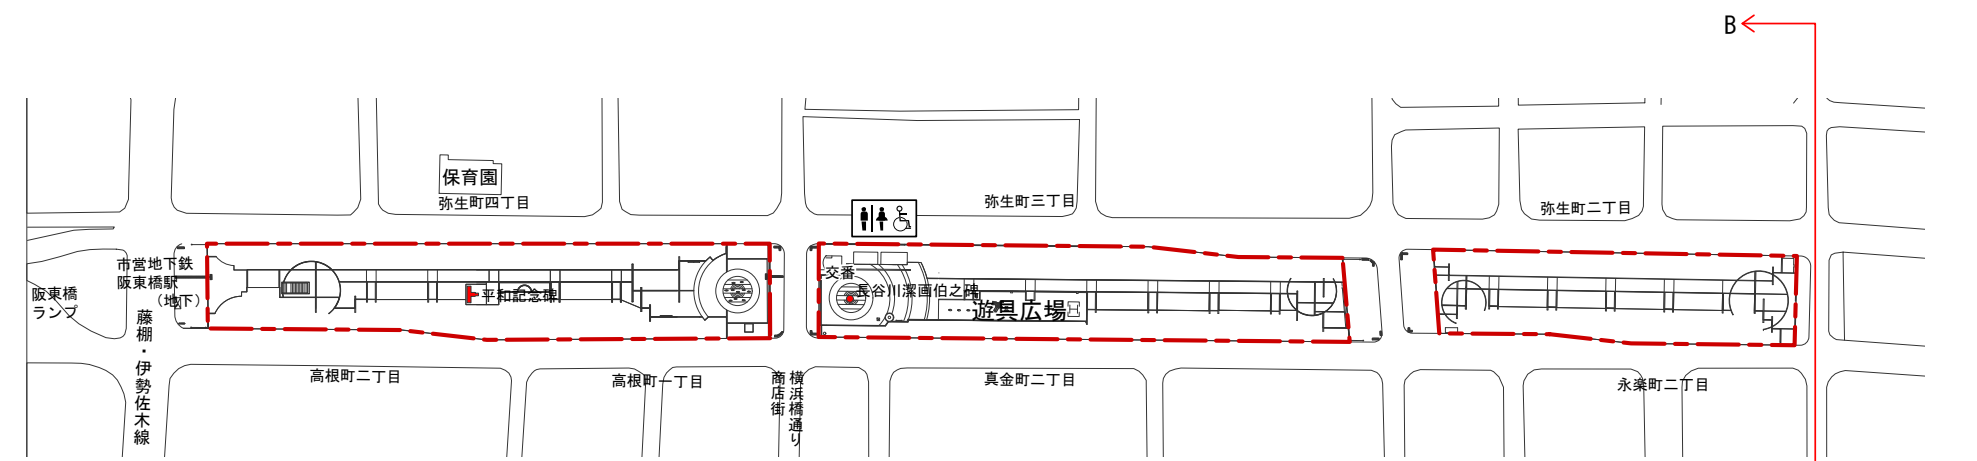 B
保育園
弥生町四丁目
弥生町三丁目
弥生町二丁目
市営地下鉄
阪東橋駅
（地下）
阪東橋
ランプ
藤棚・伊勢佐木線
平和記念碑
交番
長谷川潔画伯之碑
遊具広場
高根町二丁目
高根町一丁目
横浜橋通り
商店街
真金町二丁目
永楽町二丁目